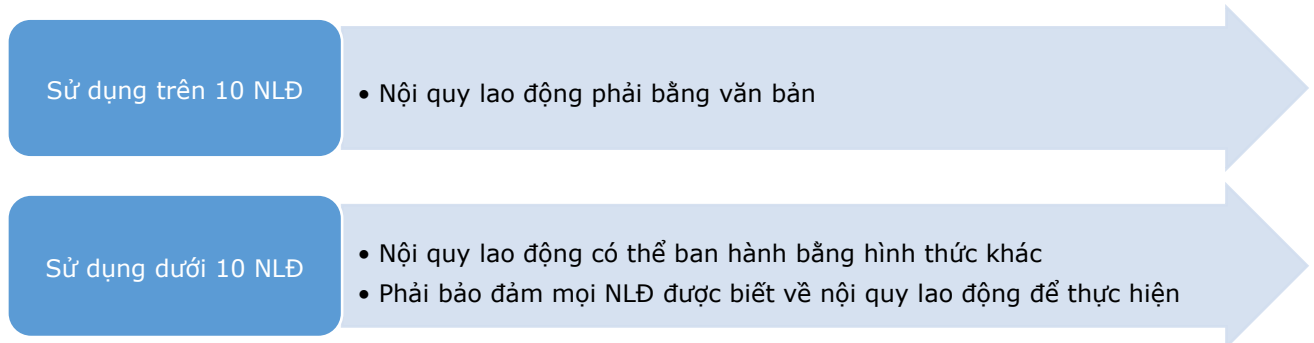 Sử dụng trên 10 NLĐ
• Nội quy lao động phải bằng văn bản
Sử dụng dưới 10 NLĐ
• Nội quy lao động có thể ban hành bằng hình thức khác
• Phải bảo đảm mọi NLĐ được biết về nội quy lao động để thực hiện